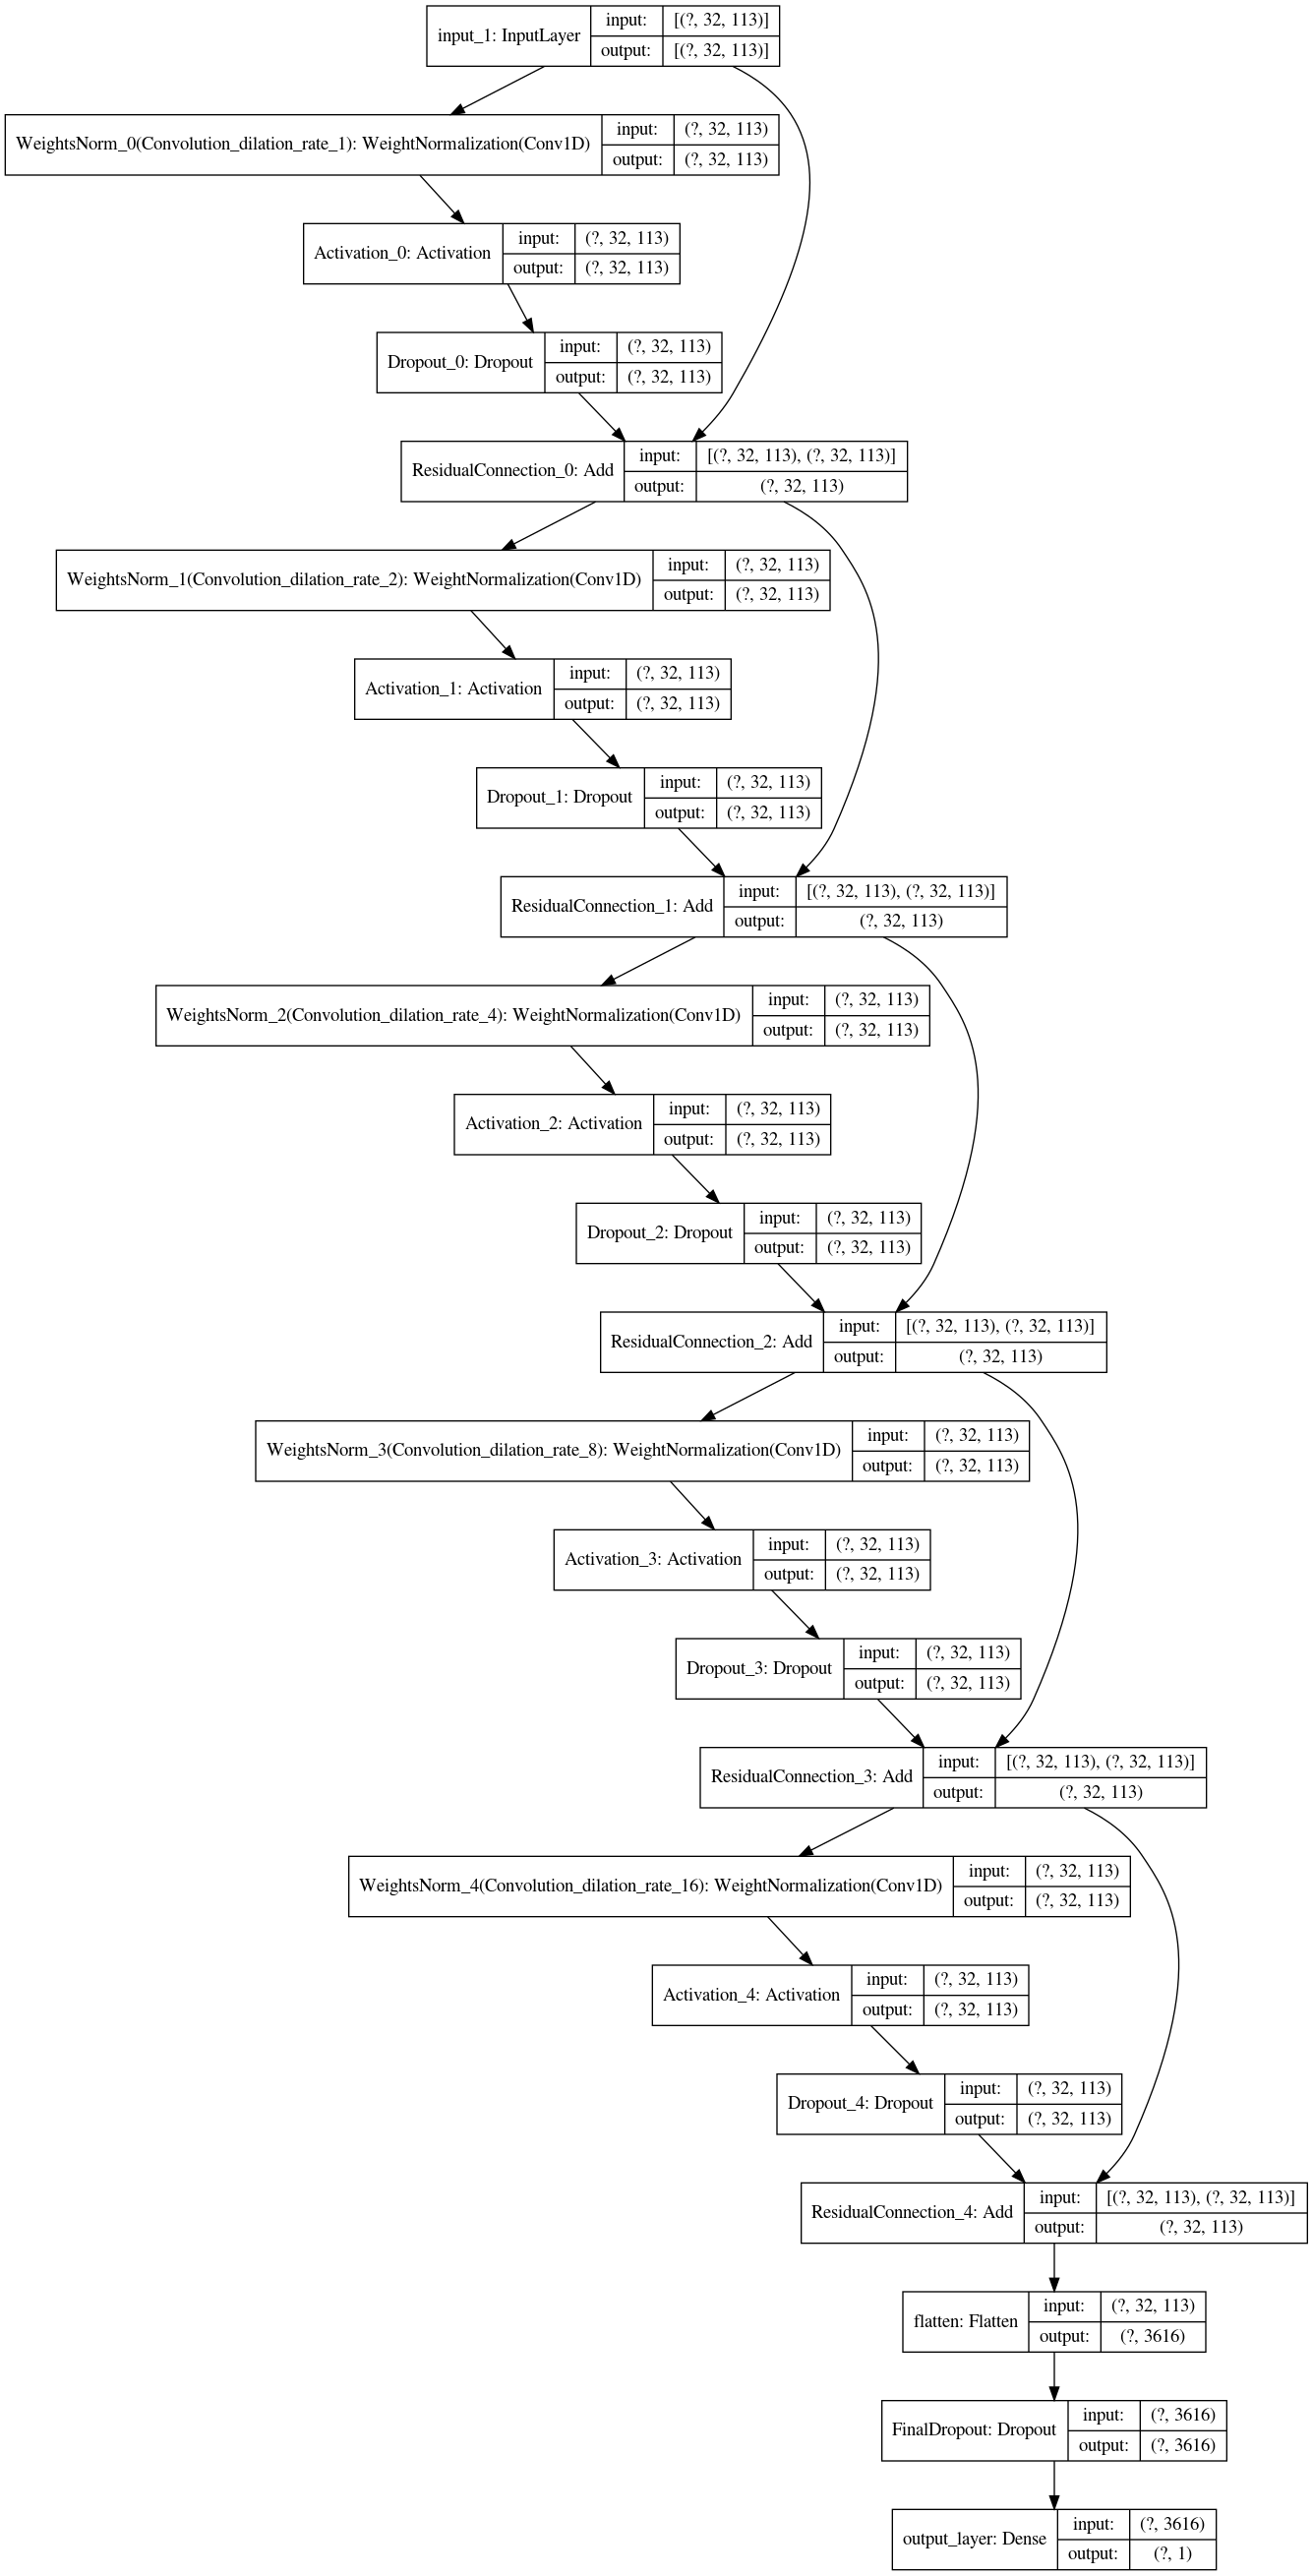 input_1: InputLayer
input: [(?, 32, 113)]
output: [(?, 32, 113)]
WeightsNorm_0(Convolution_dilation_rate_1): WeightNormalization(Conv1D)
input: (?, 32, 113)
output: (?, 32, 113)
Activation_0: Activation
input: (?, 32, 113)
output: (?, 32, 113)
Dropout_0: Dropout
input: (?, 32, 113)
output: (?, 32, 113)
ResidualConnection_0: Add
input: [(?, 32, 113), (?, 32, 113)]
output: (?, 32, 113)
WeightsNorm_1(Convolution_dilation_rate_2): WeightNormalization(Conv1D)
input: (?, 32, 113)
output: (?, 32, 113)
Activation_1: Activation
input: (?, 32, 113)
output: (?, 32, 113)
Dropout_1: Dropout
input: (?, 32, 113)
output: (?, 32, 113)
ResidualConnection_1: Add
input: [(?, 32, 113), (?, 32, 113)]
output: (?, 32, 113)
WeightsNorm_2(Convolution_dilation_rate_4): WeightNormalization(Conv1D)
input: (?, 32, 113)
output: (?, 32, 113)
Activation_2: Activation
input: (?, 32, 113)
output: (?, 32, 113)
Dropout_2: Dropout
input: (?, 32, 113)
output: (?, 32, 113)
ResidualConnection_2: Add
input: [(?, 32, 113), (?, 32, 113)]
output: (?, 32, 113)
WeightsNorm_3(Convolution_dilation_rate_8): WeightNormalization(Conv1D)
input: (?, 32, 113)
output: (?, 32, 113)
Activation_3: Activation
input: (?, 32, 113)
output: (?, 32, 113)
Dropout_3: Dropout
input: (?, 32, 113)
output: (?, 32, 113)
ResidualConnection_3: Add
input: [(?, 32, 113), (?, 32, 113)]
output: (?, 32, 113)
WeightsNorm_4(Convolution_dilation_rate_16): WeightNormalization(Conv1D)
input: (?, 32, 113)
output: (?, 32, 113)
Activation_4: Activation
input: (?, 32, 113)
output: (?, 32, 113)
Dropout_4: Dropout
input: (?, 32, 113)
output: (?, 32, 113)
ResidualConnection_4: Add
input: [(?, 32, 113), (?, 32, 113)]
output: (?, 32, 113)
flatten: Flatten
input: (?, 32, 113)
output: (?, 3616)
FinalDropout: Dropout
input: (?, 3616)
output: (?, 3616)
output_layer: Dense
input: (?, 3616)
output: (?, 1)